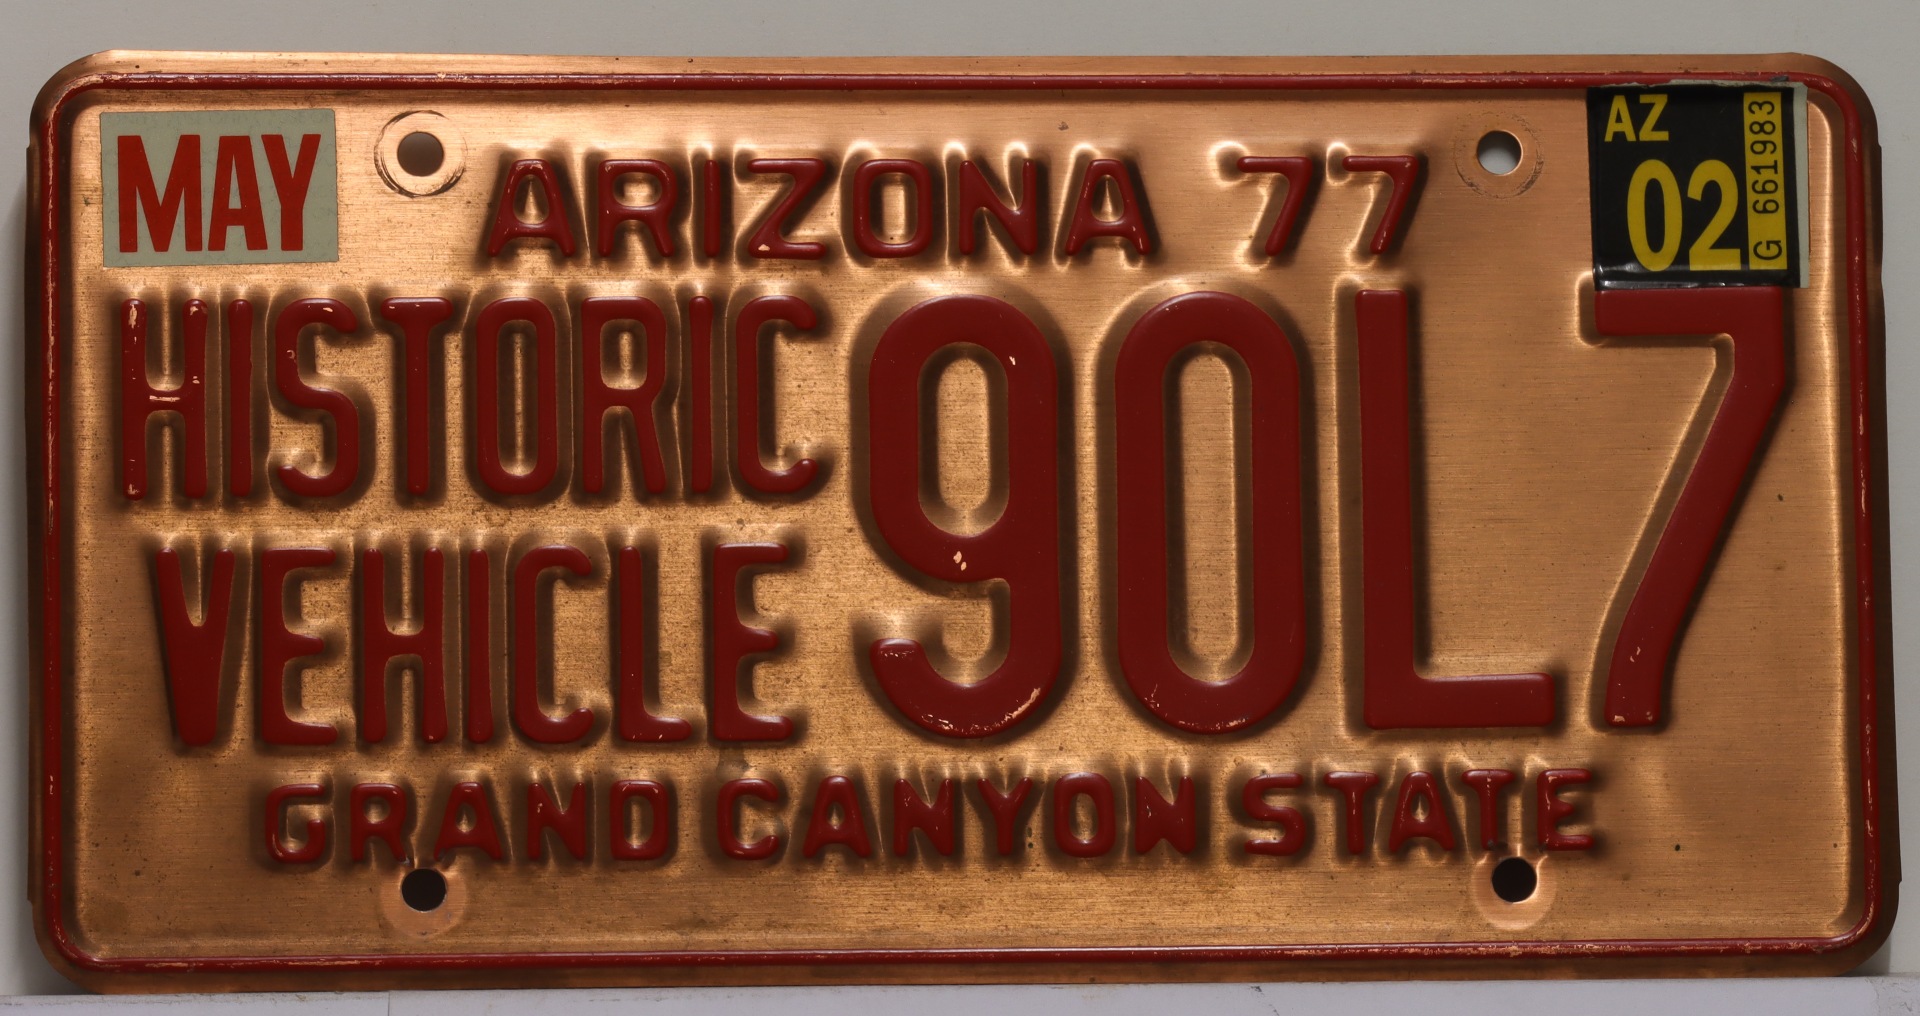 MAY
ARIZONA 77
AZ
02
G 661983
HISTORIC
VEHICLE
90L7
GRAND CANYON STATE